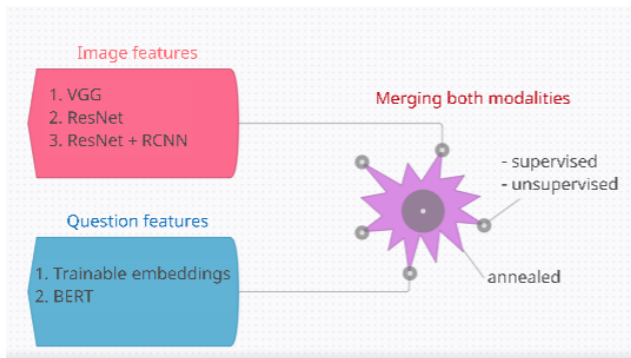 Image features
1. VGG
2. ResNet
3. ResNet + RCNN
Merging both modalities
- supervised
- unsupervised
annealed
Question features
1. Trainable embeddings
2. BERT